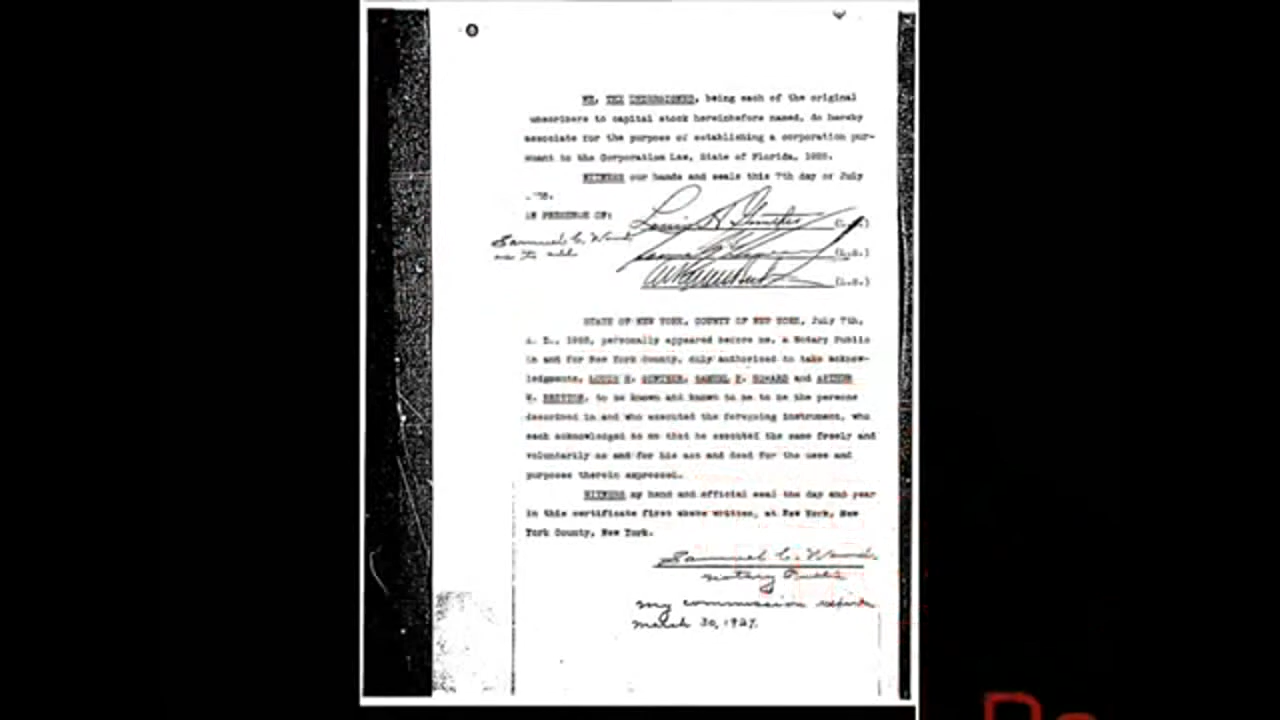 WE, THE UNDERSIGNED, being each of the original
subscribers to capital stock hereinbefore named, do hereby
associate for the purpose of establishing a corporation pur-
suant to the Corporation Law, State of Florida, 1925.
WITNESS our hands and seals this 7th day of July
IN PRESENCE OF:
Louis H. (L.S.)
Samuel C. Wood
as to all
(L.S.)
(L.S.)
STATE OF NEW YORK, COUNTY OF NEW YORK, July 7th,
A. D., personally appeared before me, a Notary Public
in and for New York County, duly authorized to take acknow-
ledgments, LOUIS H. SAMUEL F. HOWARD and ARTHUR
W. BRITTON, to me known and known to me to be the persons
described in and who executed the foregoing instrument, who
each acknowledged to me that he executed the same freely and
voluntarily as and for his act and deed for the uses and
purposes therein expressed.
WITNESS my hand and official seal the day and year
in this certificate first above written, at New York, New
York County, New York.
Samuel C. Wood
Notary Public
My commission expires
March 30, 1927.